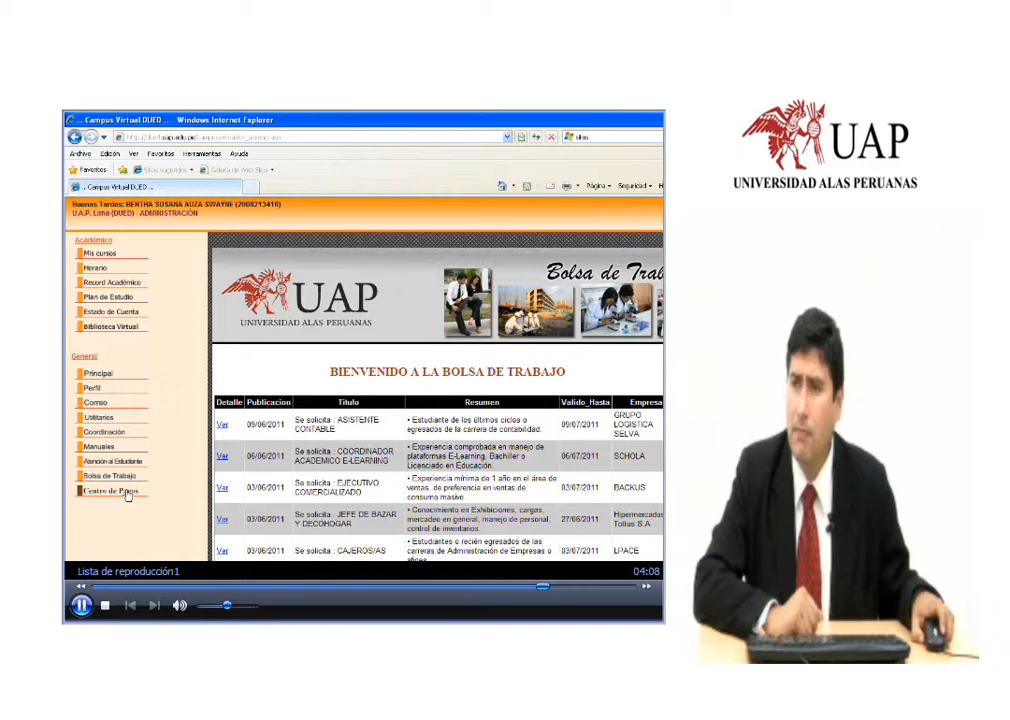 .. Campus Virtual DUED .. Windows Internet Explorer
sites
Archivo Edición Ver Favoritos Herramientas Ayuda
Favoritos Sitios sugeridos Galería de Web Slice
.. Campus Virtual DUED ..
Página Seguridad
Buenas Tardes: BERTHA SUSANA AUZA SWAYNE (2008213416)
U.A.P. Lima (DUED) - ADMINISTRACIÓN
Académico
Mis cursos
Horario
Record Académico
Plan de Estudio
Estado de Cuenta
Biblioteca Virtual
General
Principal
Perfil
Correo
Utilitarios
Coordinación
Manuales
Atención al Estudiante
Bolsa de Trabajo
Centro de Pagos
UAP
UNIVERSIDAD ALAS PERUANAS
Bolsa de Trab
BIENVENIDO A LA BOLSA DE TRABAJO
Detalle Publicacion Titulo Resumen Valido_Hasta Empresa
Ver 09/06/2011 Se solicita : ASISTENTE CONTABLE • Estudiante de los últimos ciclos o egresados de la carrera de contabilidad. 09/07/2011 GRUPO LOGISTICA SELVA
Ver 06/06/2011 Se solicita : COORDINADOR ACADEMICO E-LEARNING • Experiencia comprobada en manejo de plataformas E-Learning, Bachiller o Licenciado en Educación. 06/07/2011 SCHOLA
Ver 03/06/2011 Se solicita : EJECUTIVO COMERCIALIZADO • Experiencia mínima de 1 año en el área de ventas, de preferencia en ventas de consumo masivo. 03/07/2011 BACKUS
Ver 03/06/2011 Se solicita : JEFE DE BAZAR Y DECOHOGAR • Conocimiento en Exhibiciones, cargas, mercadeo en general, manejo de personal, control de inventarios. 27/06/2011 Hipermercados Tottus S.A.
Ver 03/06/2011 Se solicita : CAJEROS/AS • Estudiantes o recién egresados de las carreras de Administración de Empresas o afines 03/07/2011 LPACE
Lista de reproducción1 04:08
UAP
UNIVERSIDAD ALAS PERUANAS